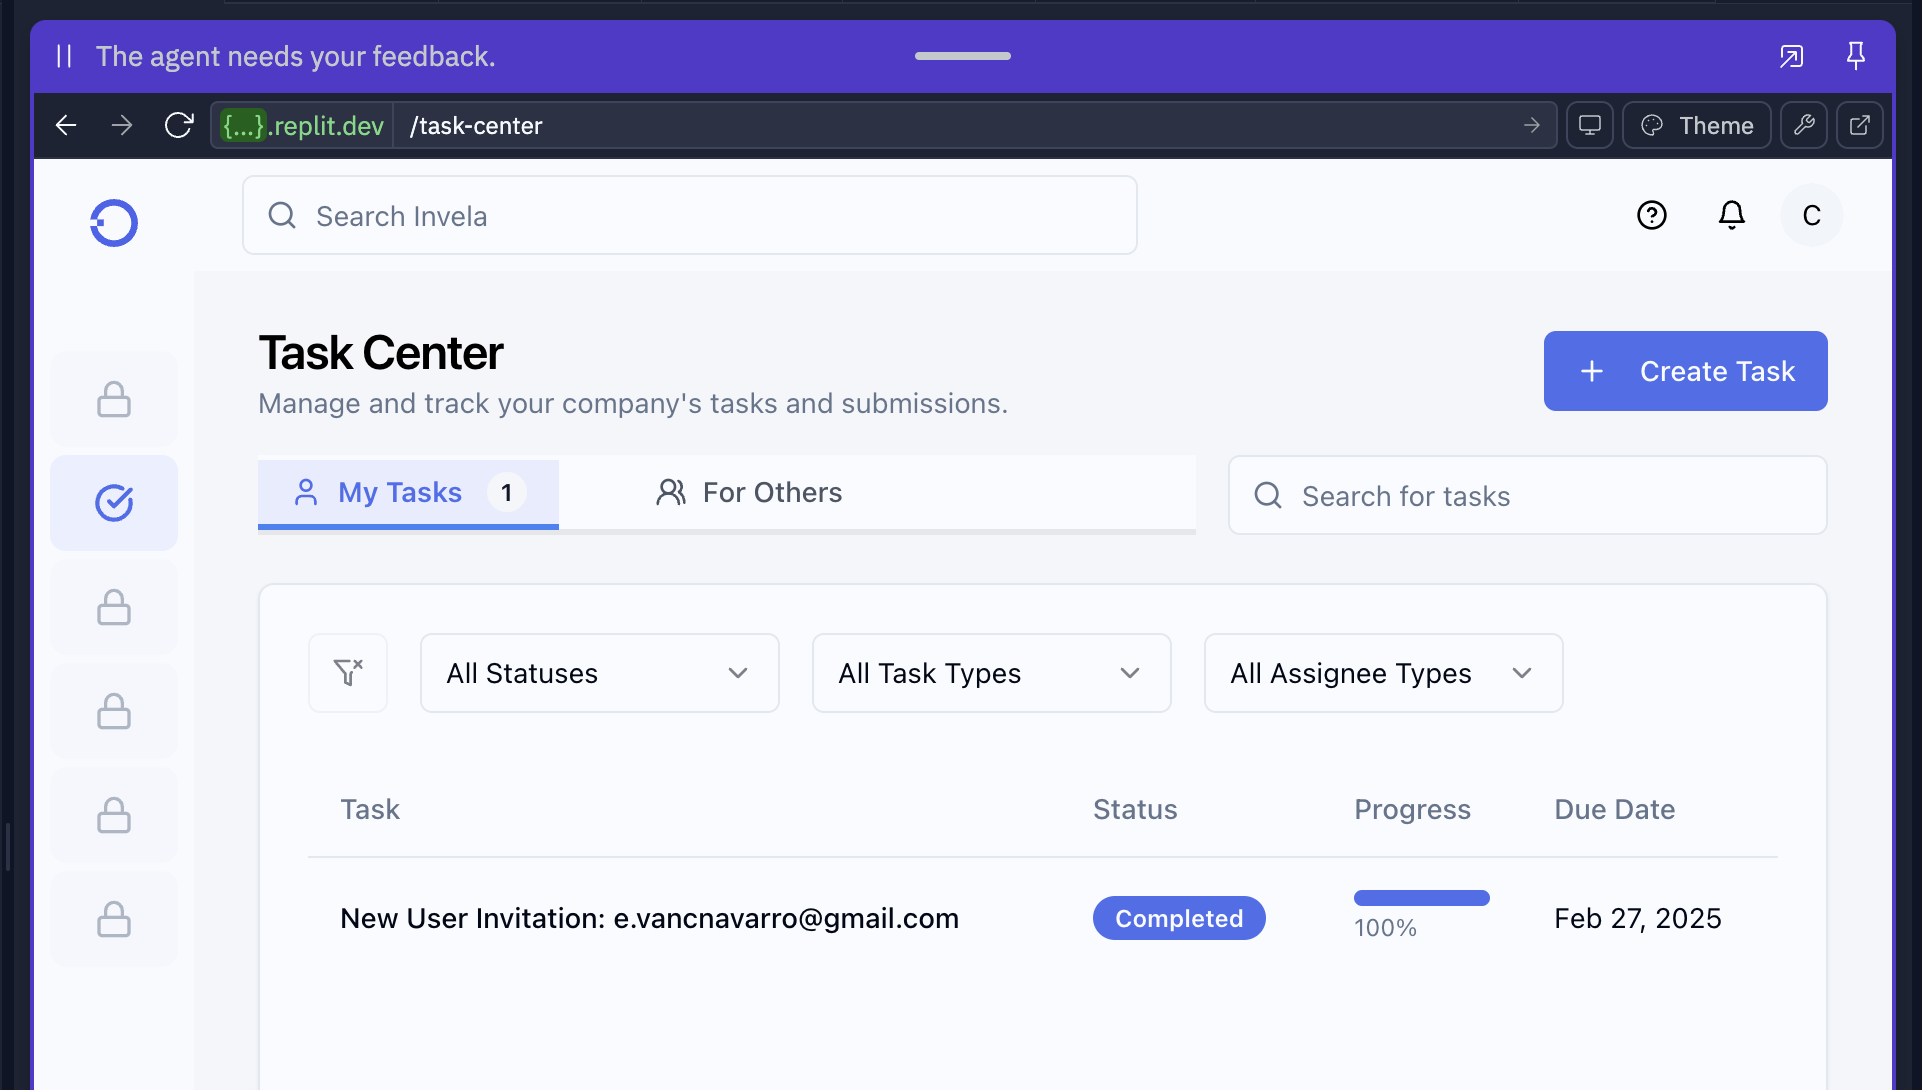 The agent needs your feedback.
{...}.replit.dev /task-center
Theme
Search Invela
C
Task Center
Manage and track your company's tasks and submissions.
Create Task
My Tasks 1
For Others
Search for tasks
All Statuses
All Task Types
All Assignee Types
Task Status Progress Due Date
New User Invitation: e.vancnavarro@gmail.com Completed 100% Feb 27, 2025